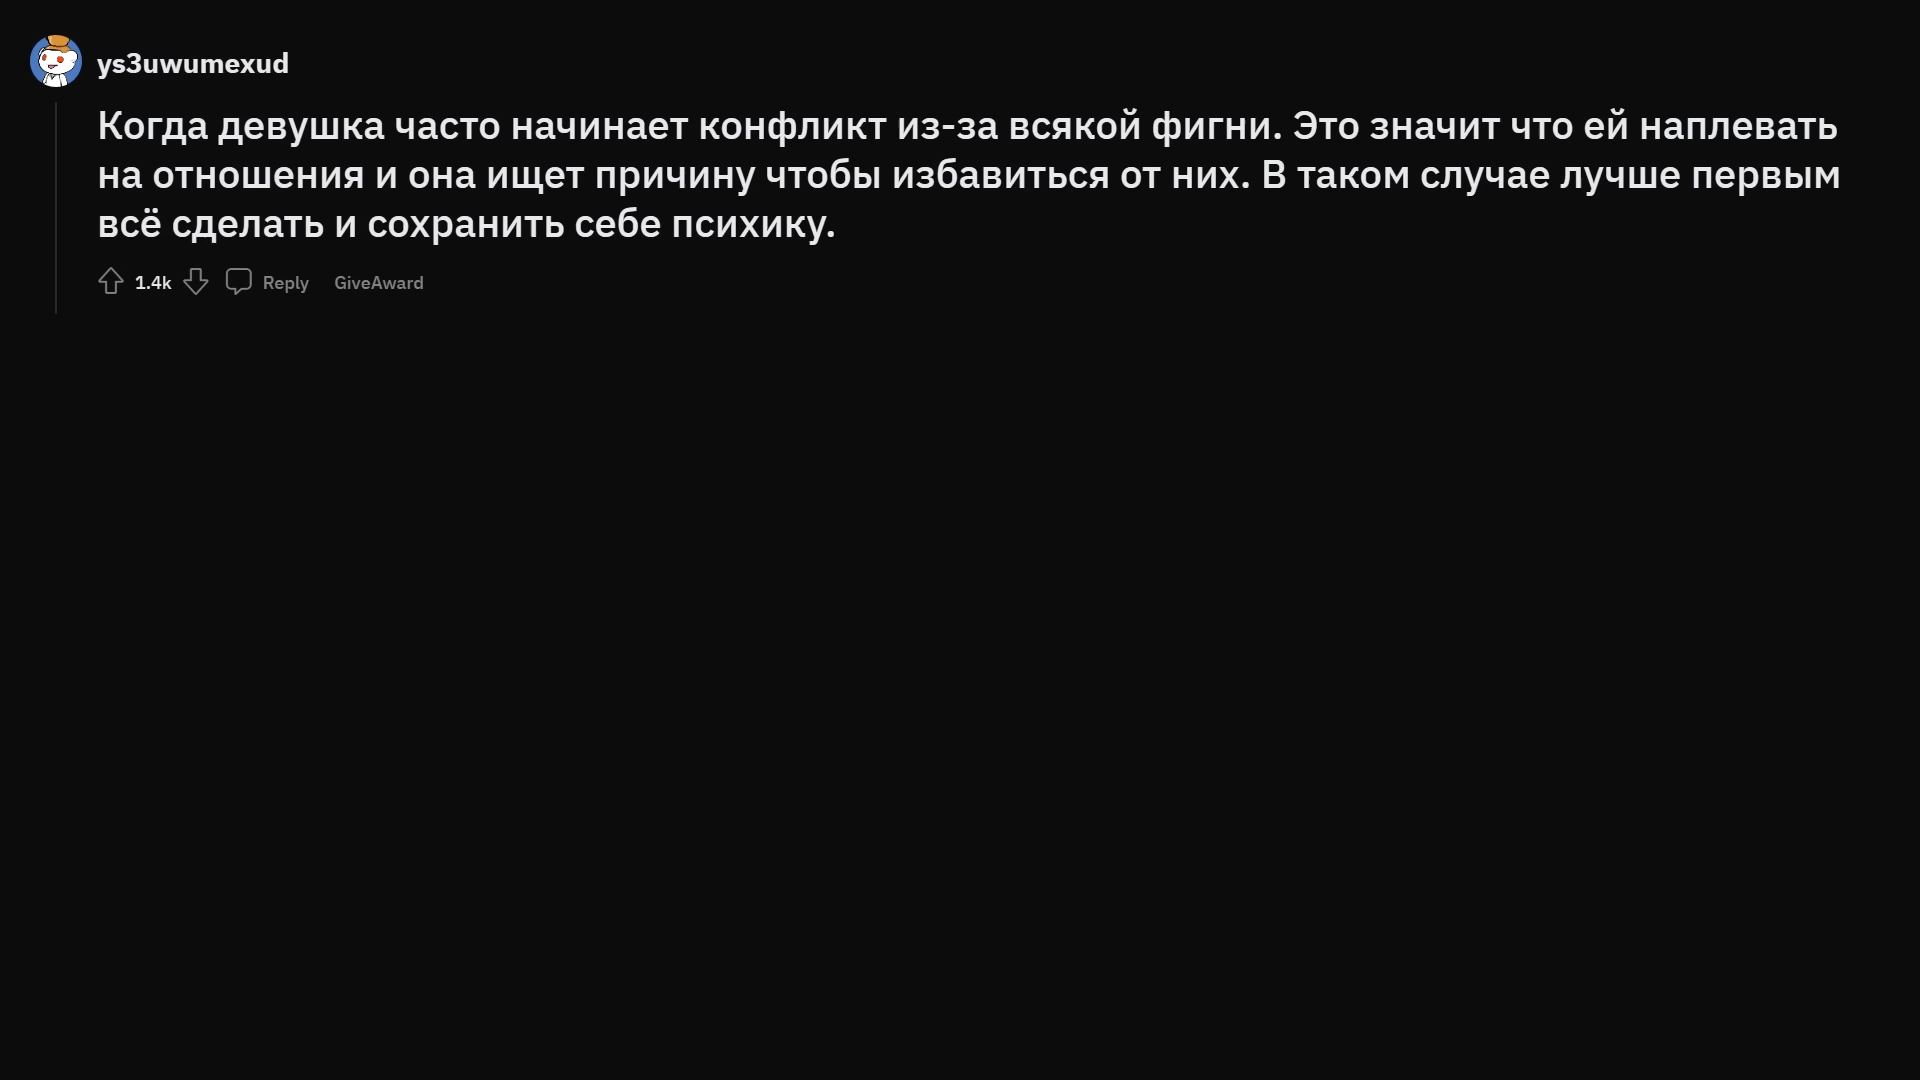 ys3uwumexud
Когда девушка часто начинает конфликт из-за всякой фигни. Это значит что ей наплевать
на отношения и она ищет причину чтобы избавиться от них. В таком случае лучше первым
всё сделать и сохранить себе психику.
1.4k Reply GiveAward